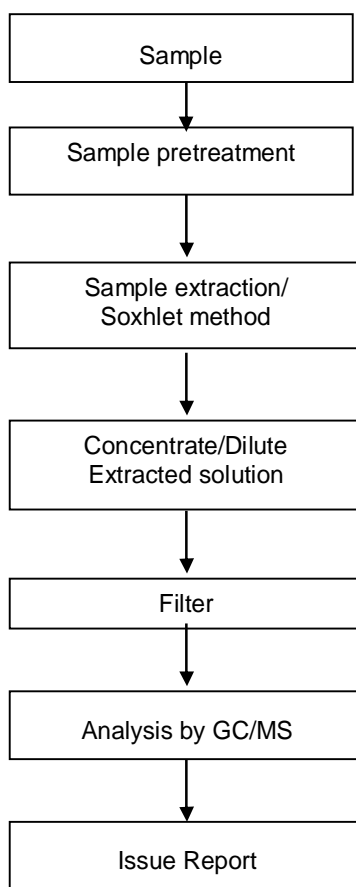 Sample
Sample pretreatment
Sample extraction/
Soxhlet method
Concentrate/Dilute
Extracted solution
Filter
Analysis by GC/MS
Issue Report